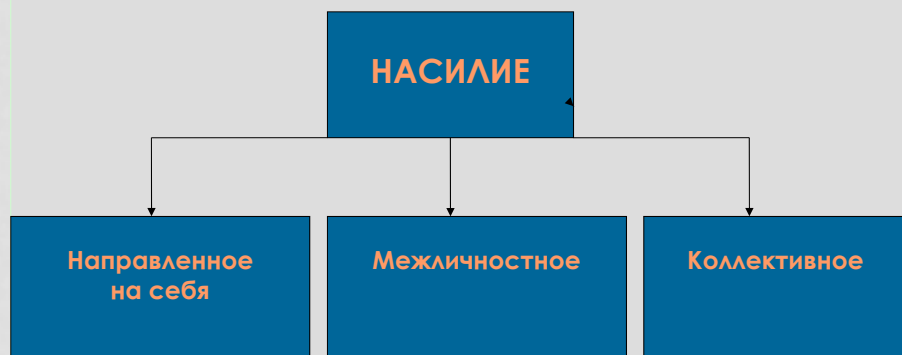 НАСИЛИЕ
Направленное
на себя
Межличностное
Коллективное